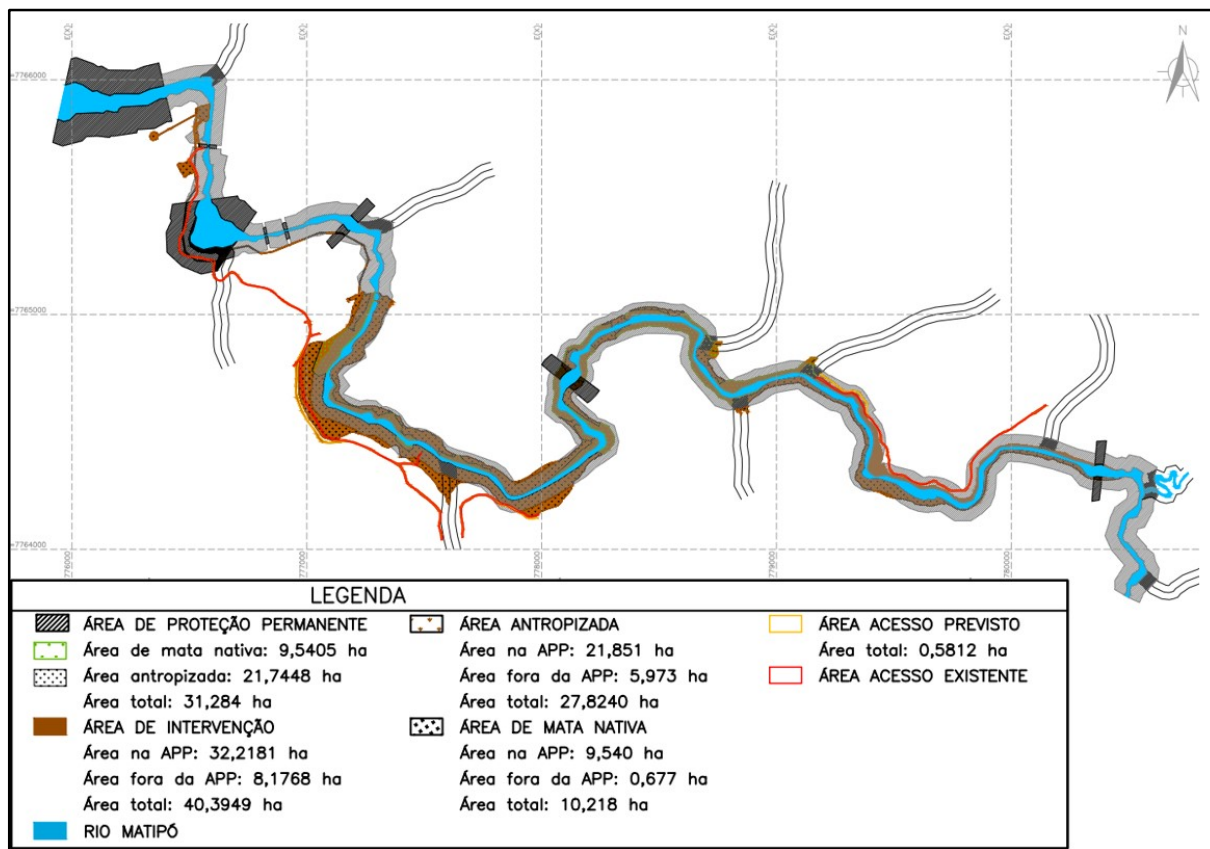 N
7766000
7765000
7764000
776000
777000
778000
779000
780000
LEGENDA
ÁREA DE PROTEÇÃO PERMANENTE
Área de mata nativa: 9,5405 ha
Área antropizada: 21,7448 ha
Área total: 31,284 ha
ÁREA DE INTERVENÇÃO
Área na APP: 32,2181 ha
Área fora da APP: 8,1768 ha
Área total: 40,3949 ha
RIO MATIPÓ
ÁREA ANTROPIZADA
Área na APP: 21,851 ha
Área fora da APP: 5,973 ha
Área total: 27,8240 ha
ÁREA DE MATA NATIVA
Área na APP: 9,540 ha
Área fora da APP: 0,677 ha
Área total: 10,218 ha
ÁREA ACESSO PREVISTO
Área total: 0,5812 ha
ÁREA ACESSO EXISTENTE